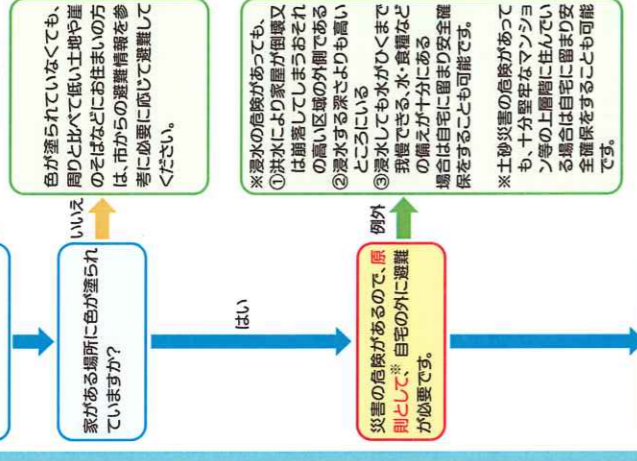 家がある場所に色が塗られ
ていますか?
いいえ
色が塗られていなくても、
周りと比べて低い土地や崖
のそばなどにお住まいの方
は、市からの避難情報を参
考に必要に応じて避難して
ください。
はい
災害の危険があるので、原
則として※、自宅の外に避難
が必要です。
例外
※浸水の危険があっても、
①洪水により家屋が倒壊又
は崩落してしまうおそれ
の高い区域の外側である
②浸水する深さよりも高い
ところにいる
③浸水しても水がひくまで
我慢できる、水・食糧など
の備えが十分にある
場合は自宅に留まり安全確
保をすることも可能です。
※土砂災害の危険があって
も、十分堅牢なマンショ
ン等の上層階に住んでい
る場合は自宅に留まり安
全確保をすることも可能
です。